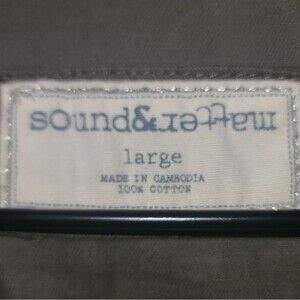 sound&matter
large
MADE IN CAMBODIA
100% COTTON